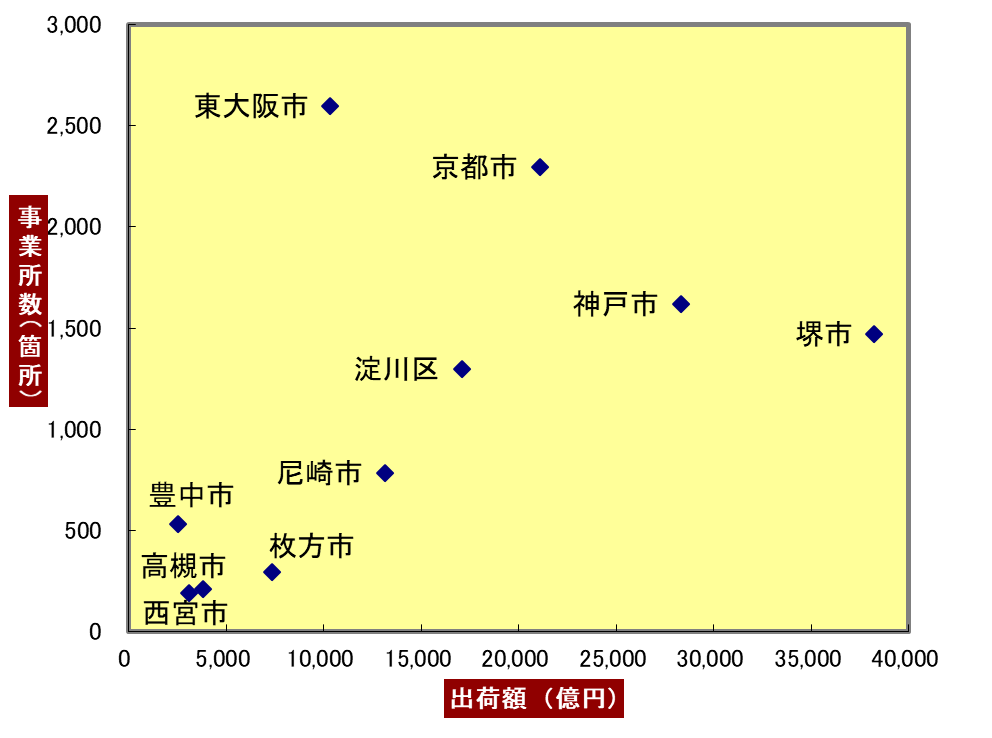 3,000
2,500
2,000
1,500
1,000
500
0
事業所数(箇所)
東大阪市
京都市
神戸市
堺市
淀川区
尼崎市
豊中市
枚方市
高槻市
西宮市
0 5,000 10,000 15,000 20,000 25,000 30,000 35,000 40,000
出荷額（億円）